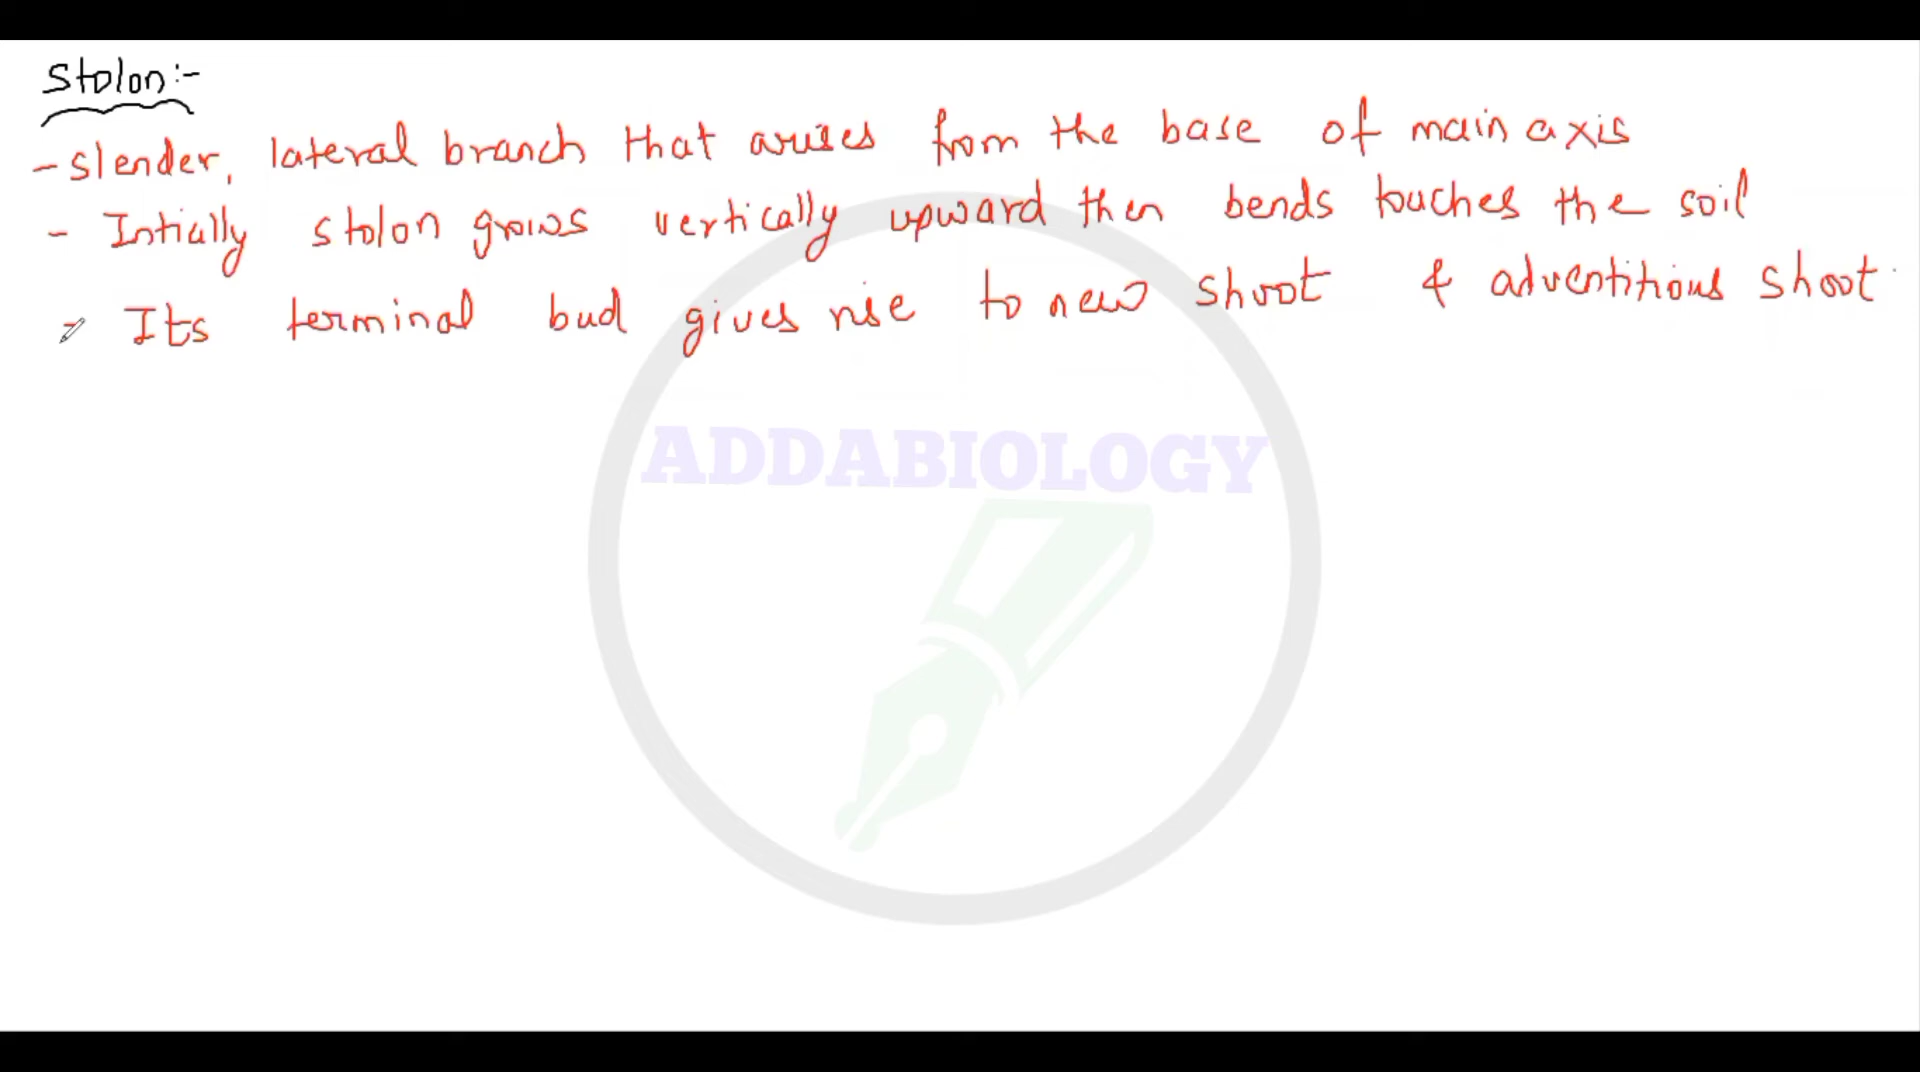 Stolon:-
- Slender, lateral branch that arises from the base of main axis
- Intially stolon grows vertically upward then bends touches the soil
- Its terminal bud gives rise to new shoot & adventitious shoot
ADDABIOLOGY